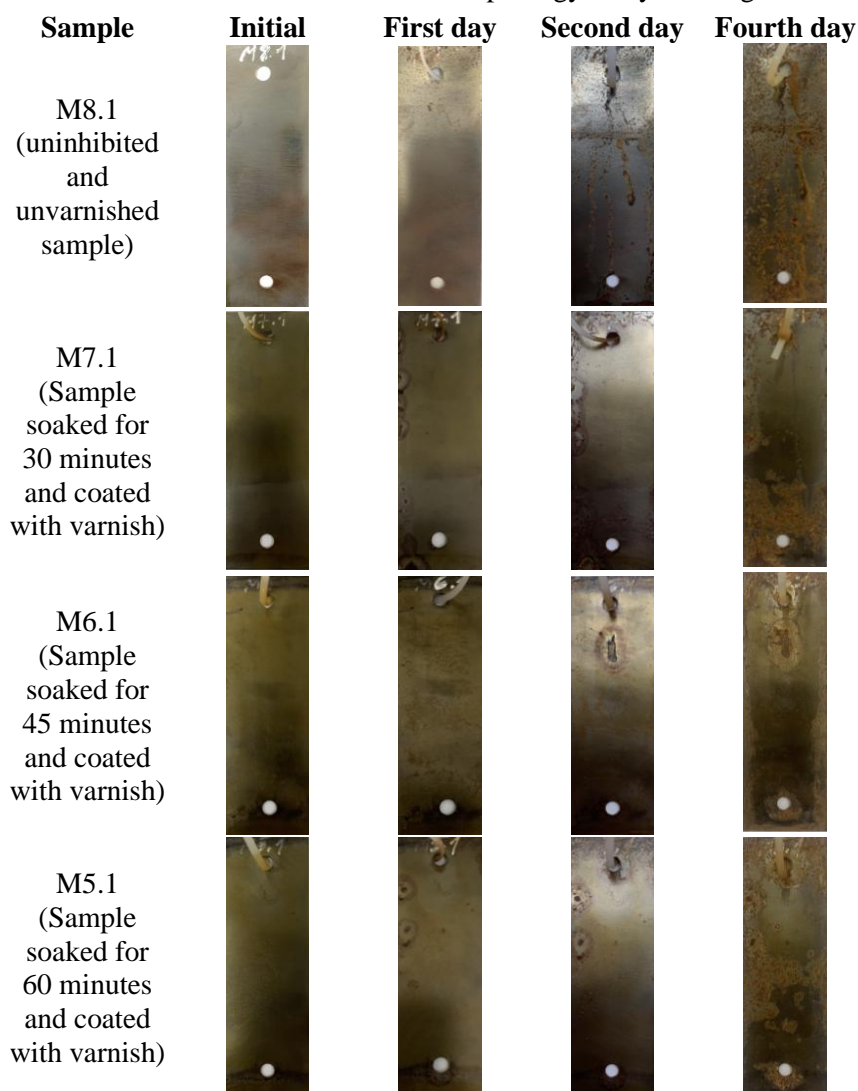 Sample Initial First day Second day Fourth day
M8.1
(uninhibited
and
unvarnished
sample)
M7.1
(Sample
soaked for
30 minutes
and coated
with varnish)
M6.1
(Sample
soaked for
45 minutes
and coated
with varnish)
M5.1
(Sample
soaked for
60 minutes
and coated
with varnish)